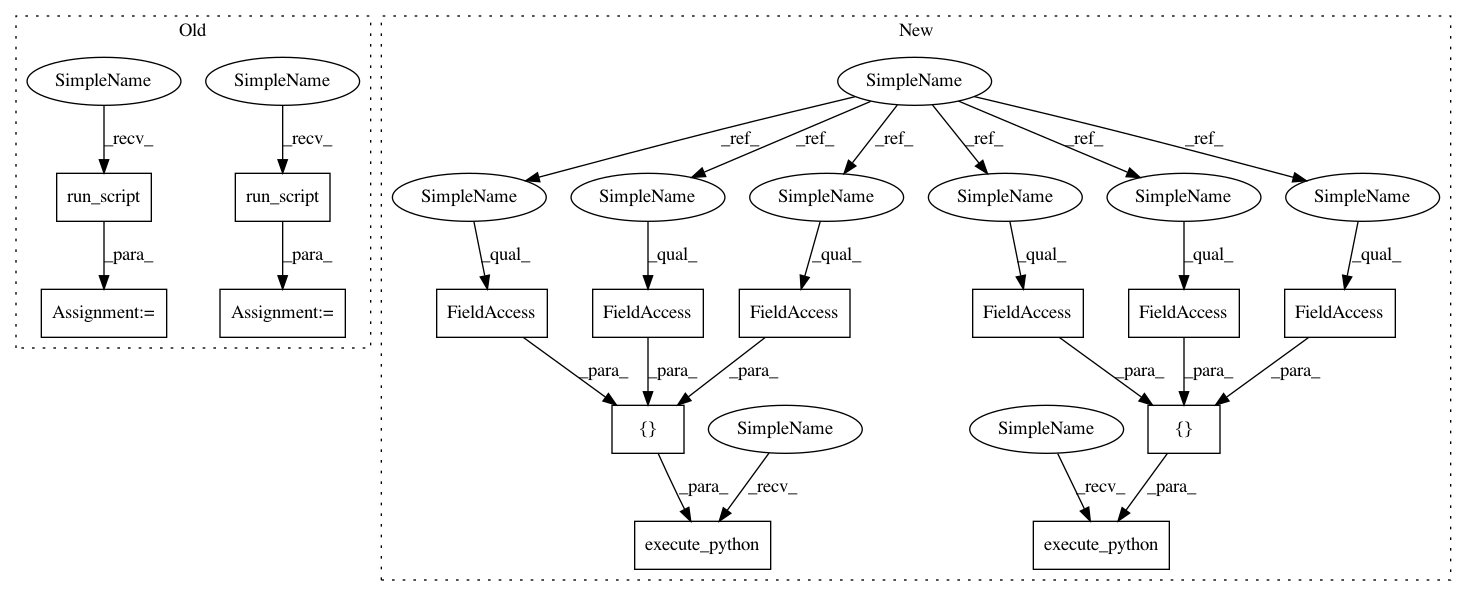 Old
New
SimpleName
SimpleName
SimpleName
_recv_
_recv_
_ref_
_ref_
_ref_
_ref_
_ref_
_ref_
run_script
run_script
SimpleName
SimpleName
SimpleName
SimpleName
SimpleName
SimpleName
_para_
_para_
_qual_
_qual_
_qual_
_qual_
_qual_
_qual_
Assignment:=
Assignment:=
FieldAccess
FieldAccess
FieldAccess
FieldAccess
FieldAccess
FieldAccess
_para_
_para_
_para_
_para_
_para_
_para_
{}
SimpleName
SimpleName
{}
_para_
_recv_
_recv_
_para_
execute_python
execute_python